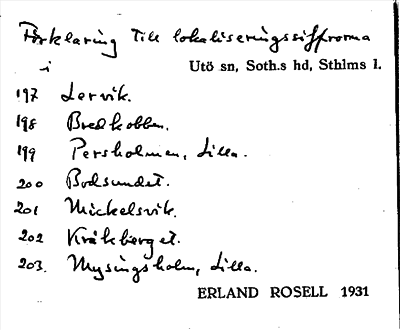 Förklaring till lokaliseringssiffrorna
i Utö sn, Soth.s hd, Sthlms l.
197 Lervik.
198 Bredkobben.
199 Persholmen, Lilla.
200 Bodsundet.
201 Mickelsvik.
202 Kråkberget.
203. Mysingsholm, Lilla.
ERLAND ROSELL 1931